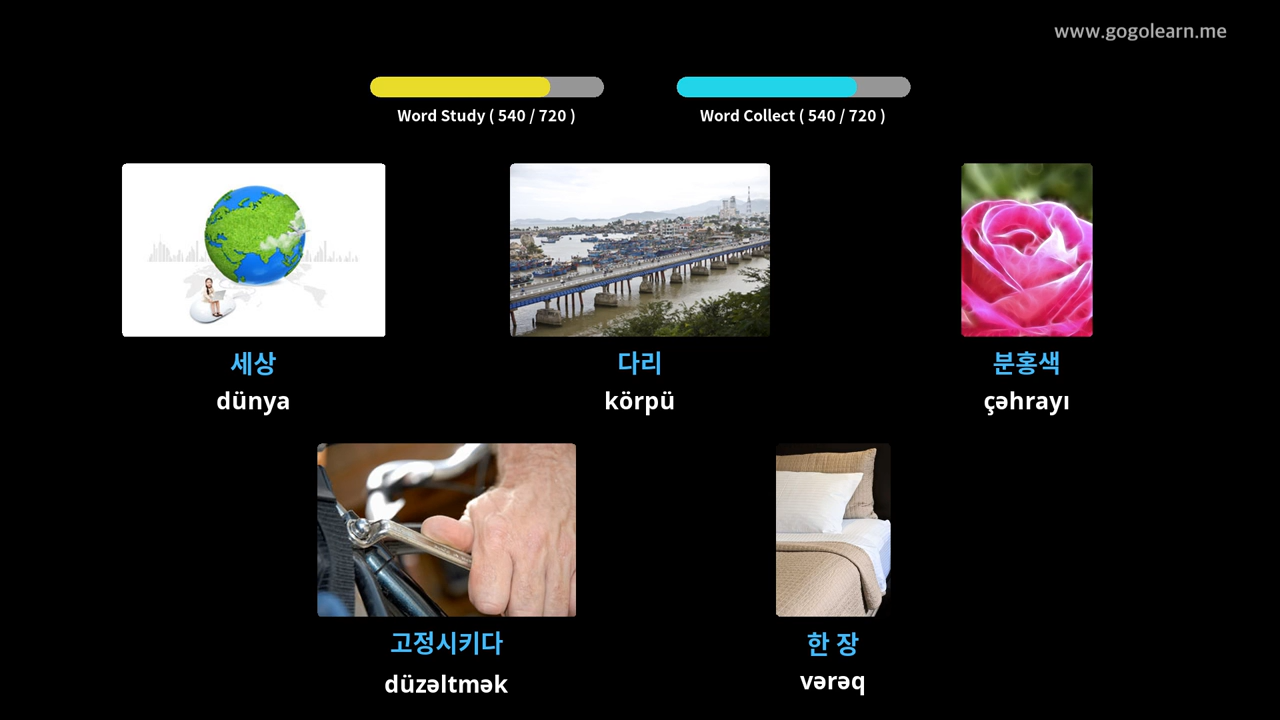 www.gogolearn.me
Word Study ( 540 / 720 )
Word Collect ( 540 / 720 )
세상
dünya
다리
körpü
분홍색
çəhrayı
고정시키다
düzəltmək
한 장
vərəq